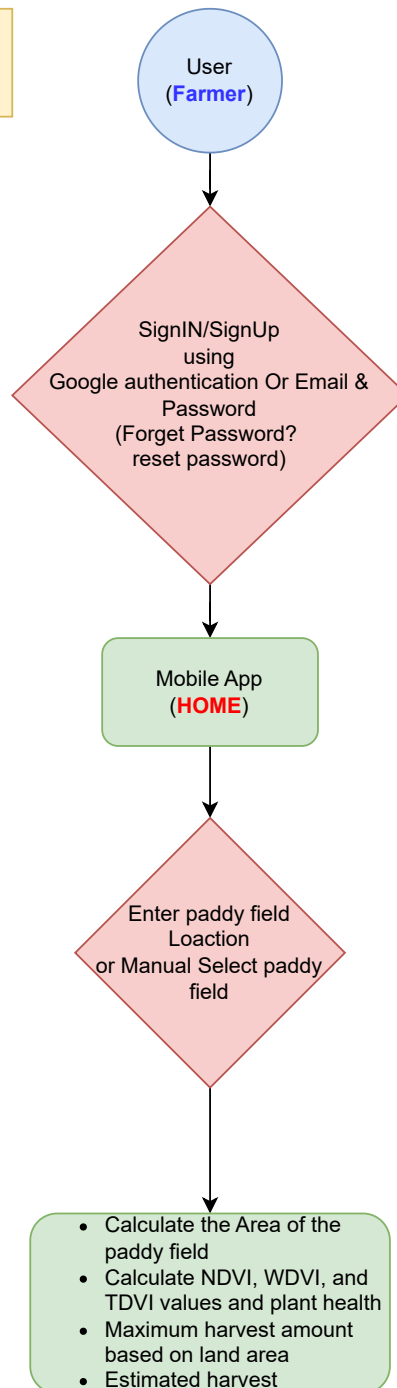 User
(Farmer)
SignIN/SignUp
using
Google authentication Or Email &
Password
(Forget Password?
reset password)
Mobile App
(HOME)
Enter paddy field
Loaction
or Manual Select paddy
field
• Calculate the Area of the
paddy field
• Calculate NDVI, WDVI, and
TDVI values and plant health
• Maximum harvest amount
based on land area
• Estimated harvest